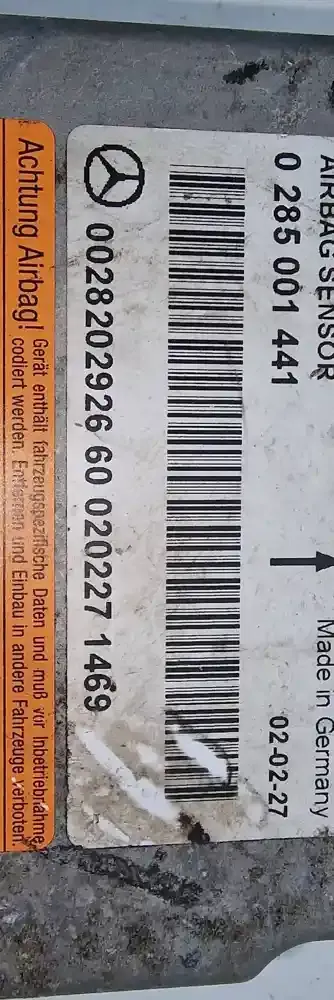 AIRBAG SENSOR
0 285 001 441
Made in Germany
02-02-27
0028202926 60 020227 1469
Achtung Airbag! Gerät enthält fahrzeugspezifische Daten und muß vor Inbetriebnahme
codiert werden. Entfernen und Einbau in andere Fahrzeuge verboten.